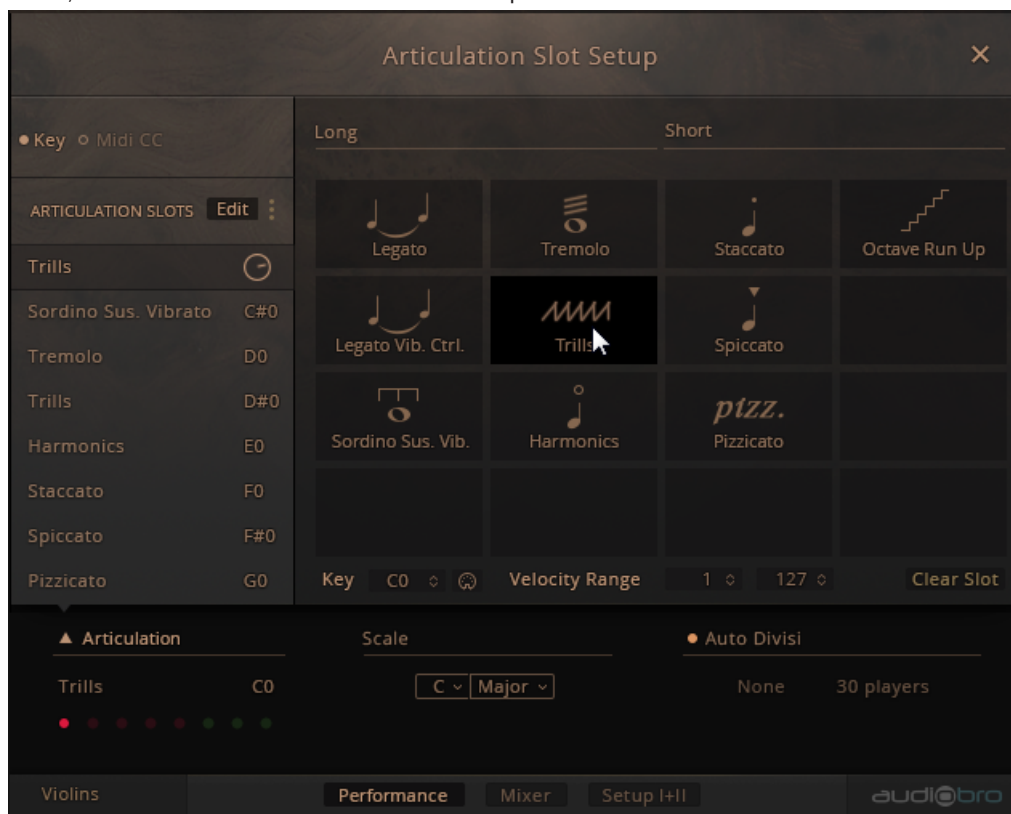 Articulation Slot Setup
Key Midi CC
ARTICULATION SLOTS Edit
Trills
Sordino Sus. Vibrato C#0
Tremolo D0
Trills D#0
Harmonics E0
Staccato F0
Spiccato F#0
Pizzicato G0
Long
Short
Legato
Tremolo
Staccato
Octave Run Up
Legato Vib. Ctrl.
Trills
Spiccato
Sordino Sus. Vib.
Harmonics
pizz.
Pizzicato
Key C0 Velocity Range 1 127 Clear Slot
Articulation
Trills C0
Scale
C Major
Auto Divisi
None 30 players
Violins Performance Mixer Setup I+II audiobro